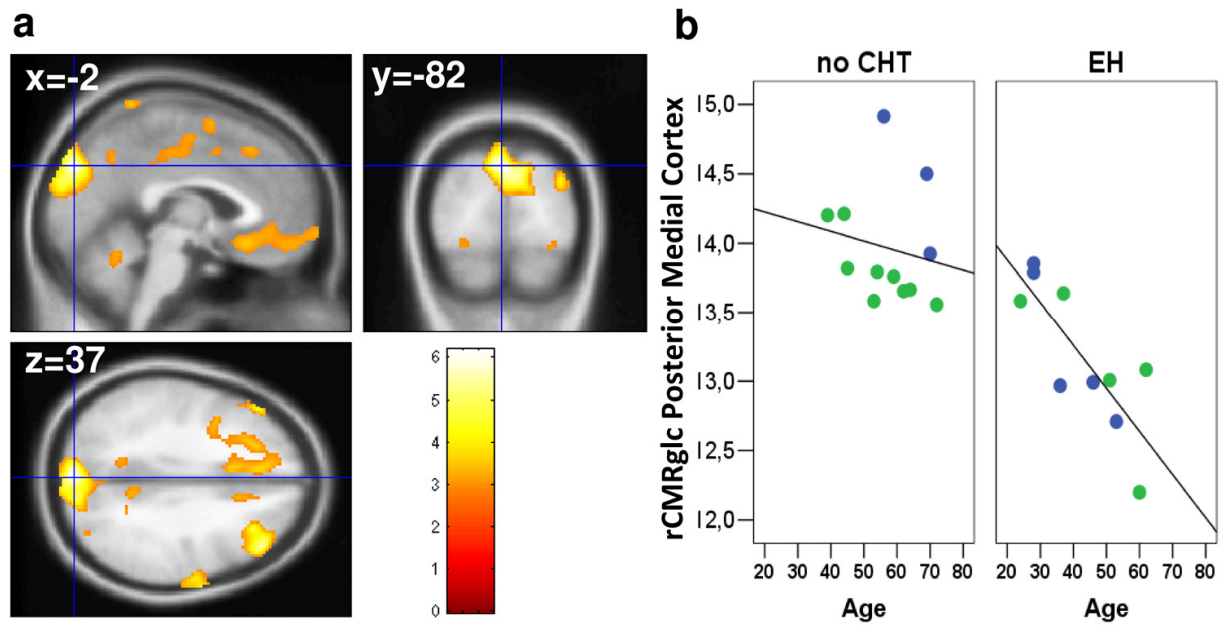 a
x=-2
y=-82
z=37
6
5
4
3
2
1
0
b
no CHT
EH
rCMRglc Posterior Medial Cortex
15,0
14,5
14,0
13,5
13,0
12,5
12,0
20 30 40 50 60 70 80
20 30 40 50 60 70 80
Age
Age